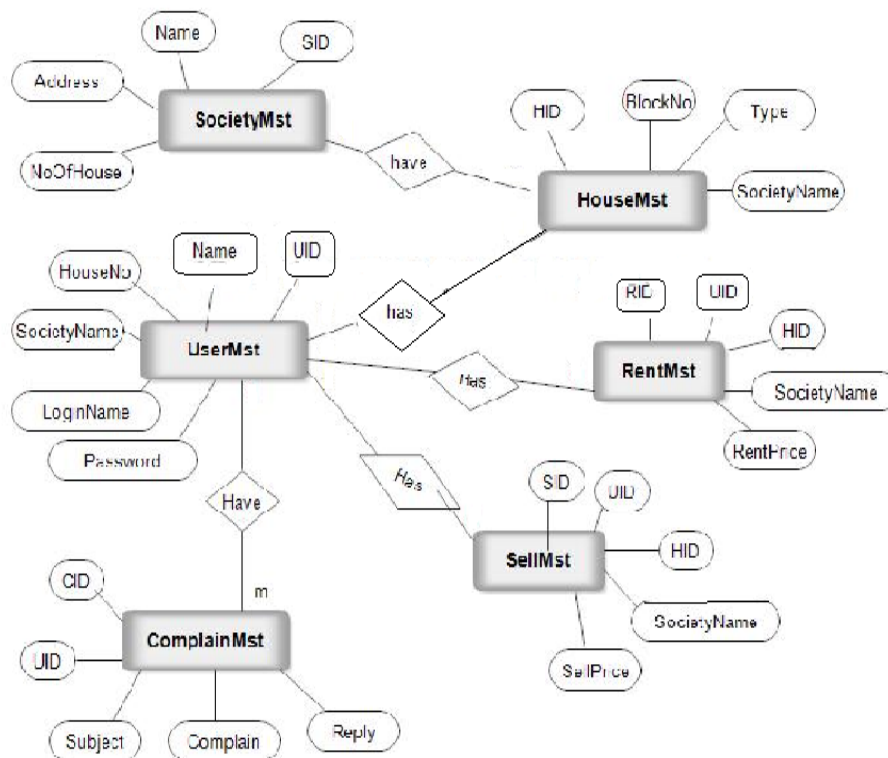 Name
SID
Address
SocietyMst
NoOfHouse
have
HID
BlockNo
Type
HouseMst
SocietyName
Name
UID
HouseNo
SocietyName
UserMst
LoginName
Password
has
RID
UID
HID
RentMst
SocietyName
RentPrice
Has
Has
SID
UID
HID
SellMst
SocietyName
SellPrice
Have
m
CID
ComplainMst
UID
Subject
Complain
Reply